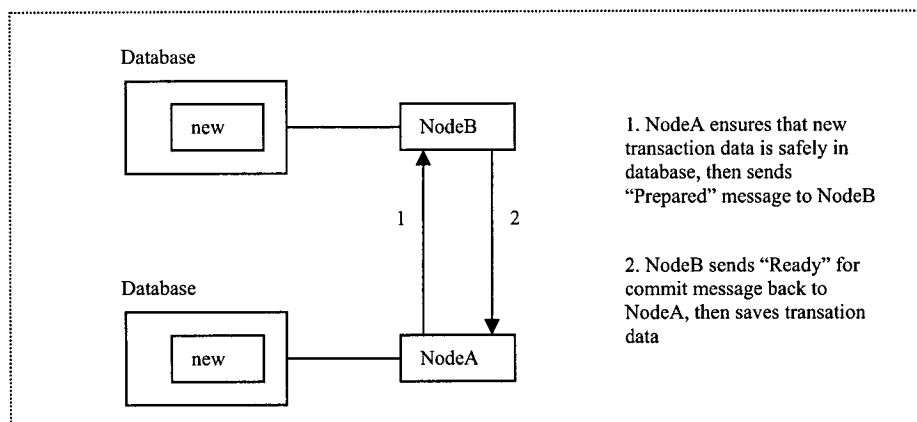 Database
new
NodeB
1. NodeA ensures that new
transaction data is safely in
database, then sends
“Prepared” message to NodeB
1
2
2. NodeB sends “Ready” for
commit message back to
NodeA, then saves transation
data
Database
new
NodeA